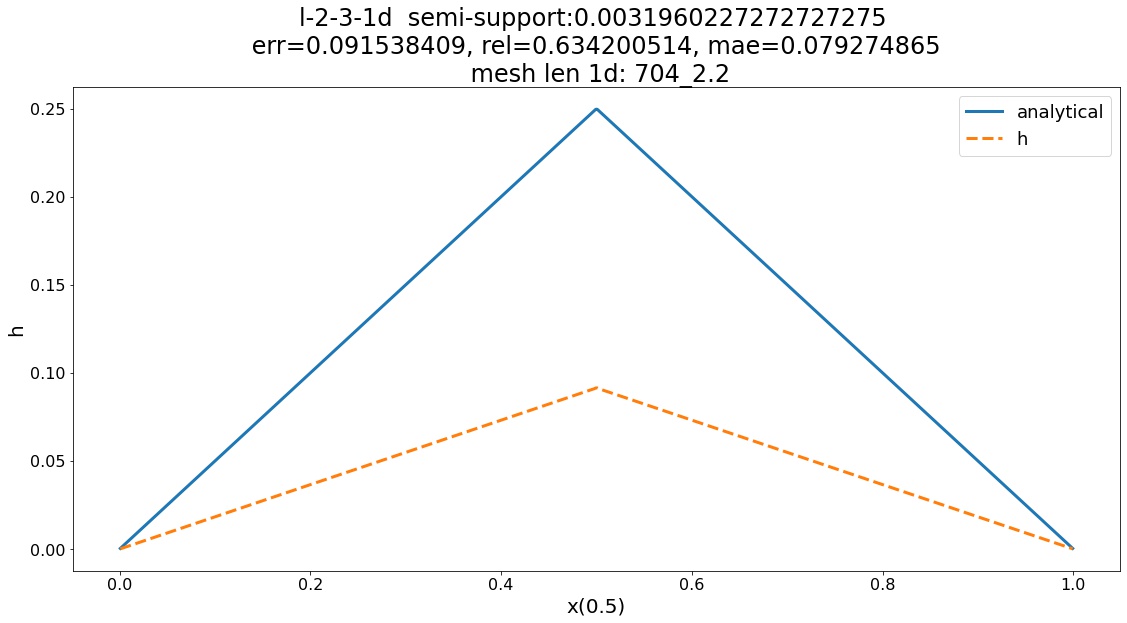 l-2-3-1d  semi-support:0.0031960227272727275
err=0.091538409, rel=0.634200514, mae=0.079274865
mesh len 1d: 704_2.2
analytical
h
0.25
0.20
0.15
0.10
0.05
0.00
h
0.0
0.2
0.4
0.6
0.8
1.0
x(0.5)